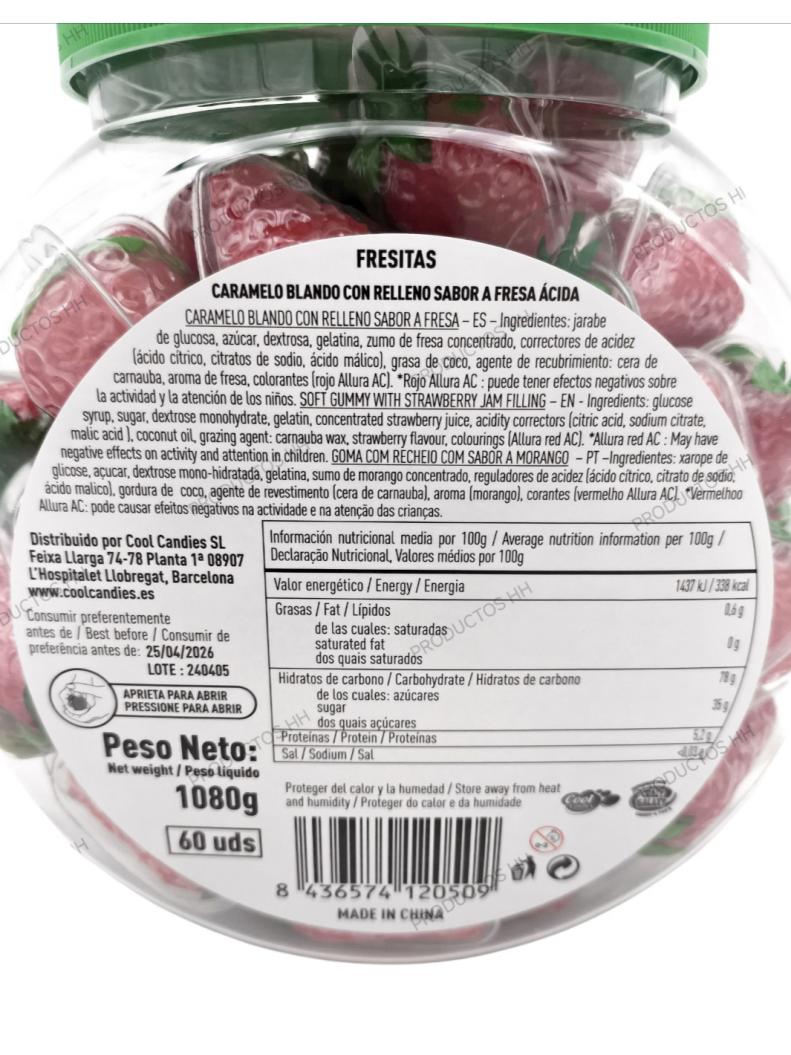 FRESITAS
CARAMELO BLANDO CON RELLENO SABOR A FRESA ÁCIDA
CARAMELO BLANDO CON RELLENO SABOR A FRESA – ES – Ingredientes: jarabe
de glucosa, azúcar, dextrosa, gelatina, zumo de fresa concentrado, correctores de acidez
(ácido cítrico, citratos de sodio, ácido málico), grasa de coco, agente de recubrimiento: cera de
carnauba, aroma de fresa, colorantes (rojo Allura AC). *Rojo Allura AC : puede tener efectos negativos sobre
la actividad y la atención de los niños. SOFT GUMMY WITH STRAWBERRY JAM FILLING – EN - Ingredients: glucose
syrup, sugar, dextrose monohydrate, gelatin, concentrated strawberry juice, acidity correctors (citric acid, sodium citrate,
malic acid ), coconut oil, grazing agent: carnauba wax, strawberry flavour, colourings (Allura red AC). *Allura red AC : May have
negative effects on activity and attention in children. GOMA COM RECHEIO COM SABOR A MORANGO – PT –Ingredientes: xarope de
glicose, açucar, dextrose mono-hidratada, gelatina, sumo de morango concentrado, reguladores de acidez (ácido cítrico, citrato de sodio,
ácido malico), gordura de coco, agente de revestimento (cera de carnauba), aroma (morango), corantes (vermelho Allura AC). *Vermelhoo
Allura AC: pode causar efeitos negativos na actividade e na atenção das crianças.
Distribuido por Cool Candies SL
Feixa Llarga 74-78 Planta 1ª 08907
L'Hospitalet Llobregat, Barcelona
www.coolcandies.es
Consumir preferentemente
antes de / Best before / Consumir de
preferência antes de: 25/04/2026
LOTE : 240405
APRIETA PARA ABRIR
PRESSIONE PARA ABRIR
Peso Neto:
Net weight / Peso líquido
1080g
60 uds
Información nutricional media per 100g / Average nutrition information per 100g /
Declaração Nutricional, Valores médios por 100g
Valor energético / Energy / Energia 1437 kJ / 338 kcal
Grasas / Fat / Lípidos 0,6 g
de las cuales: saturadas
saturated fat 0 g
dos quais saturados
Hidratos de carbono / Carbohydrate / Hidratos de carbono 78 g
de los cuales: azúcares
sugar 35 g
dos quais açúcares
Proteínas / Protein / Proteínas 5,2 g
Sal / Sodium / Sal <0,03 g
Proteger del calor y la humedad / Store away from heat
and humidity / Proteger do calor e da humidade
8 436574 120509
MADE IN CHINA
PRODUCTOS HH